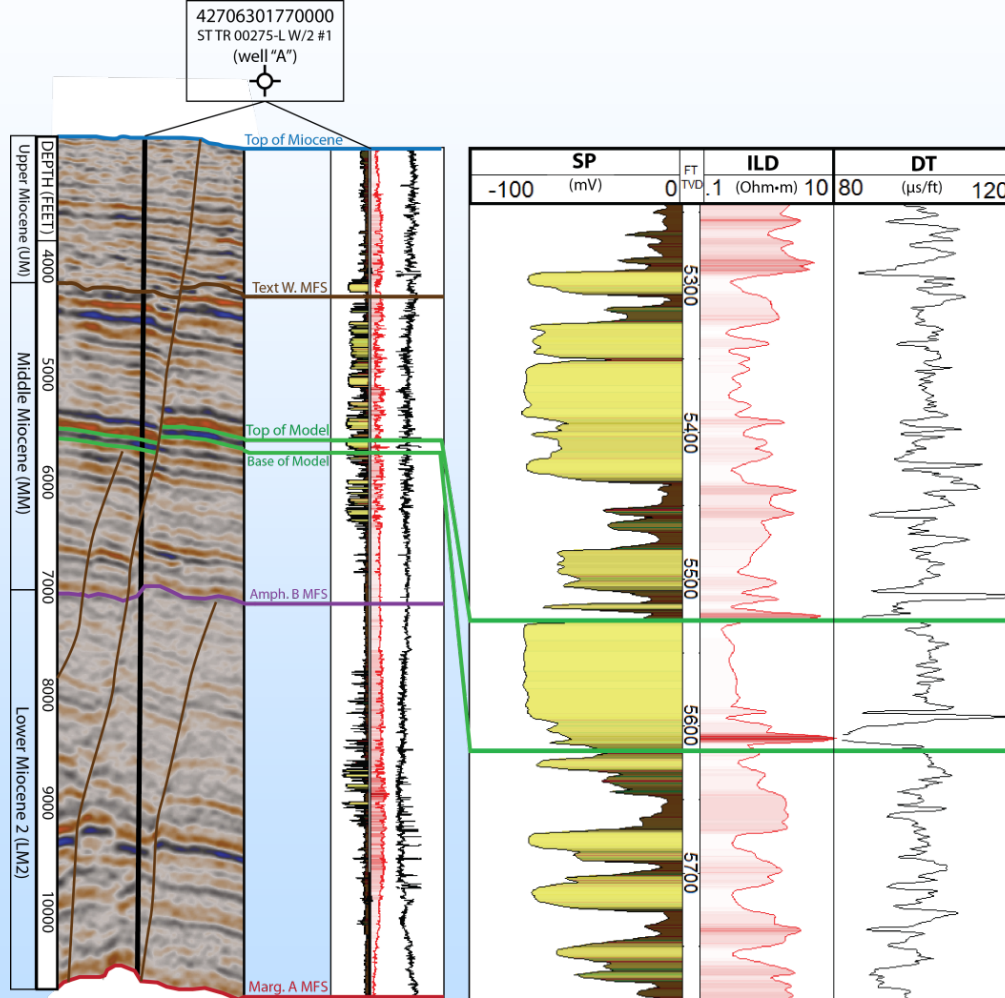 42706301770000
ST TR 00275-L W/2 #1
(well "A")
Upper Miocene (UM)
Middle Miocene (MM)
Lower Miocene 2 (LM2)
DEPTH (FEET)
4000
5000
6000
7000
8000
9000
10000
Top of Miocene
Text W. MFS
Top of Model
Base of Model
Amph. B MFS
Marg. A MFS
SP
(mV)
-100 0
FT
TVD
ILD
.1 (Ohm•m) 10
DT
(µs/ft)
80 120
5300
5400
5500
5600
5700